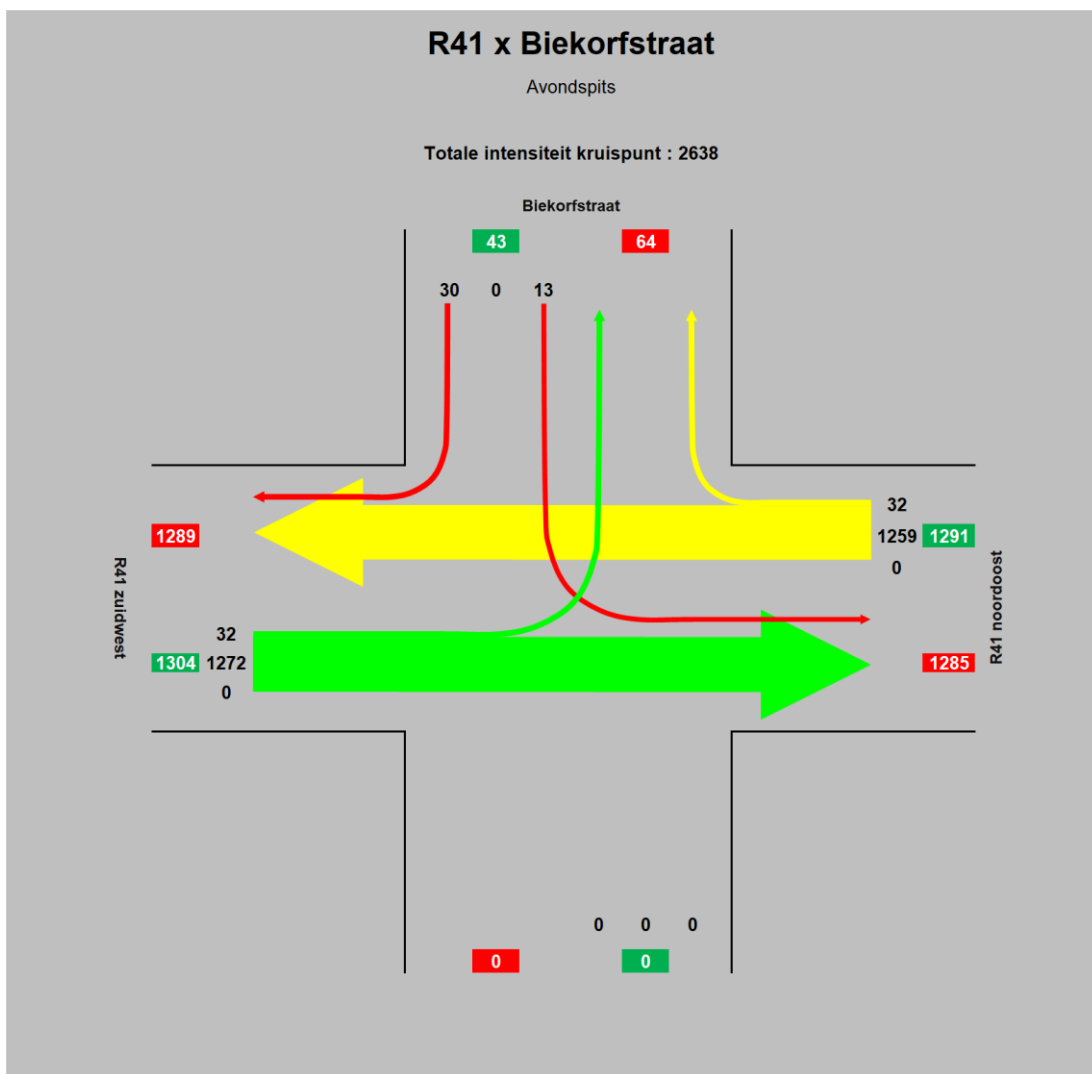 R41 x Biekorfstraat
Avondspits
Totale intensiteit kruispunt : 2638
Biekorfstraat
43 64
30 0 13
32
1289 1259 1291
0
R41 zuidwest
R41 noordoost
32
1304 1272 1285
0
0 0 0
0 0